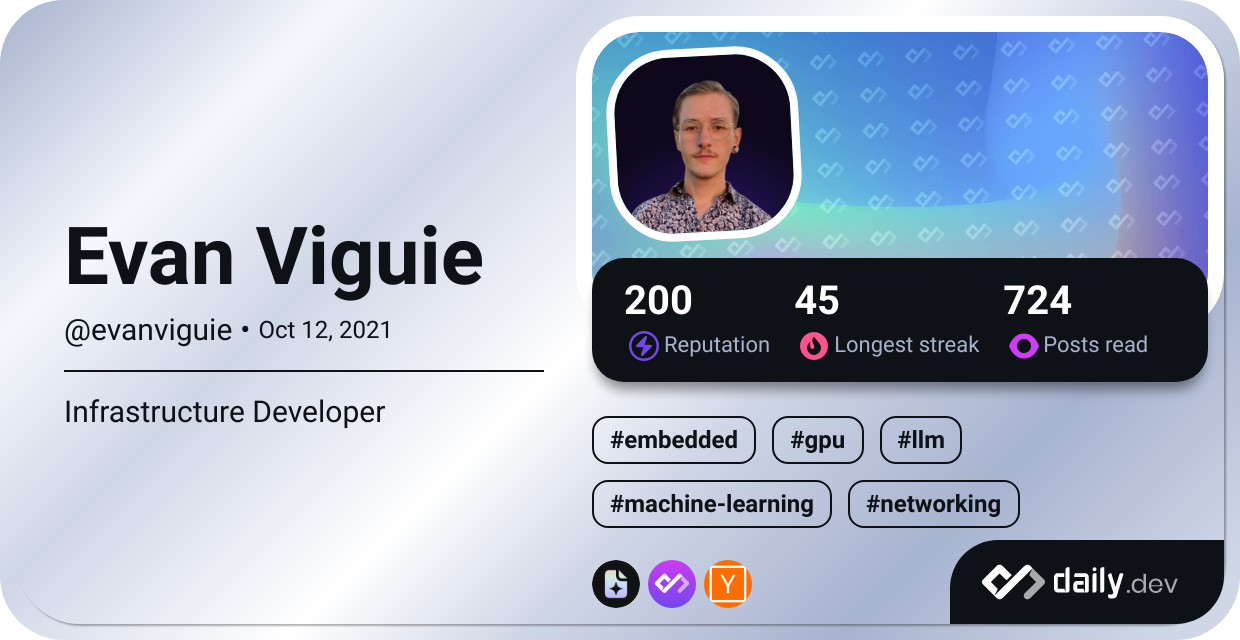 Evan Viguie
@evanviguie • Oct 12, 2021
Infrastructure Developer
200 45 724
Reputation Longest streak Posts read
#embedded #gpu #llm
#machine-learning #networking
Y
daily.dev